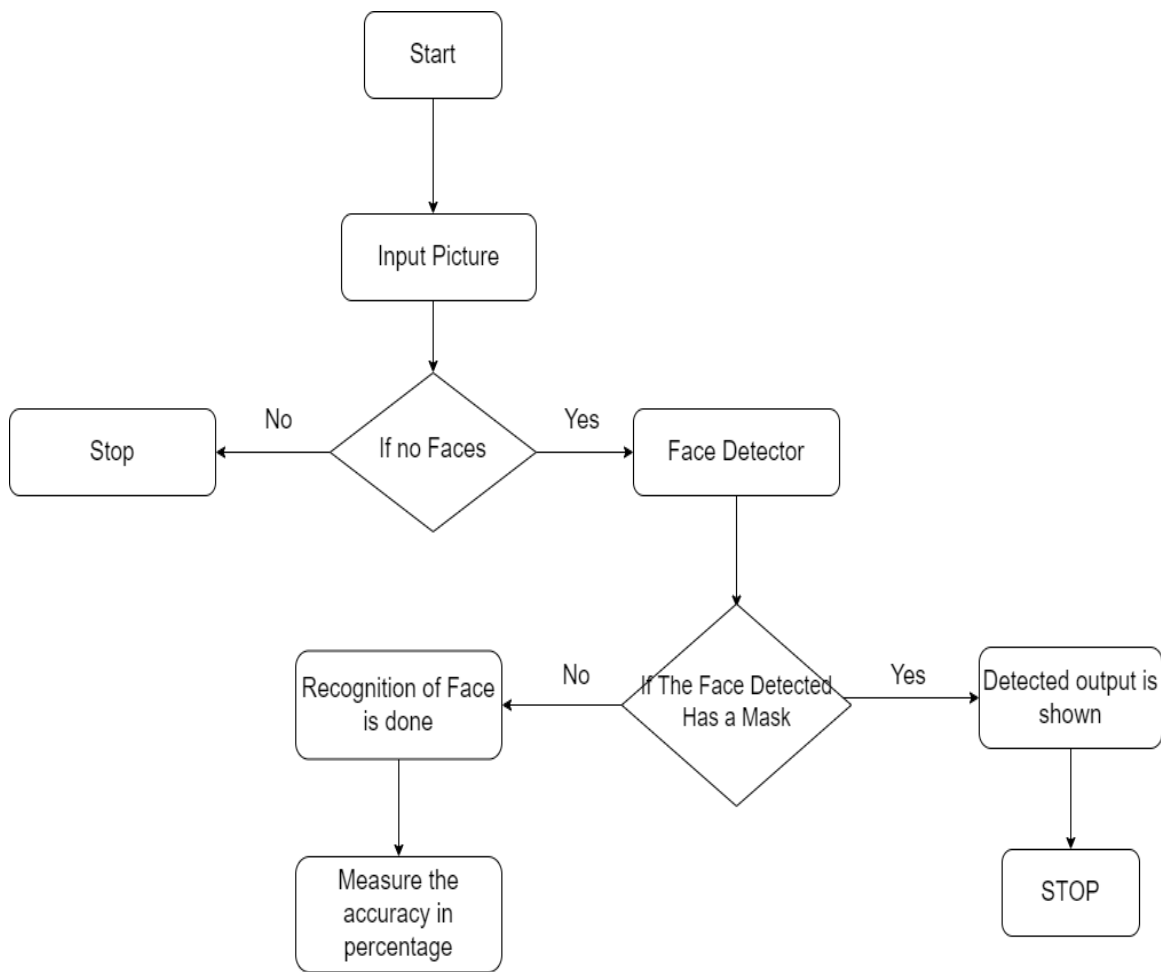 Start
Input Picture
No
Yes
Stop
If no Faces
Face Detector
No
Yes
Recognition of Face
is done
If The Face Detected
Has a Mask
Detected output is
shown
Measure the
accuracy in
percentage
STOP